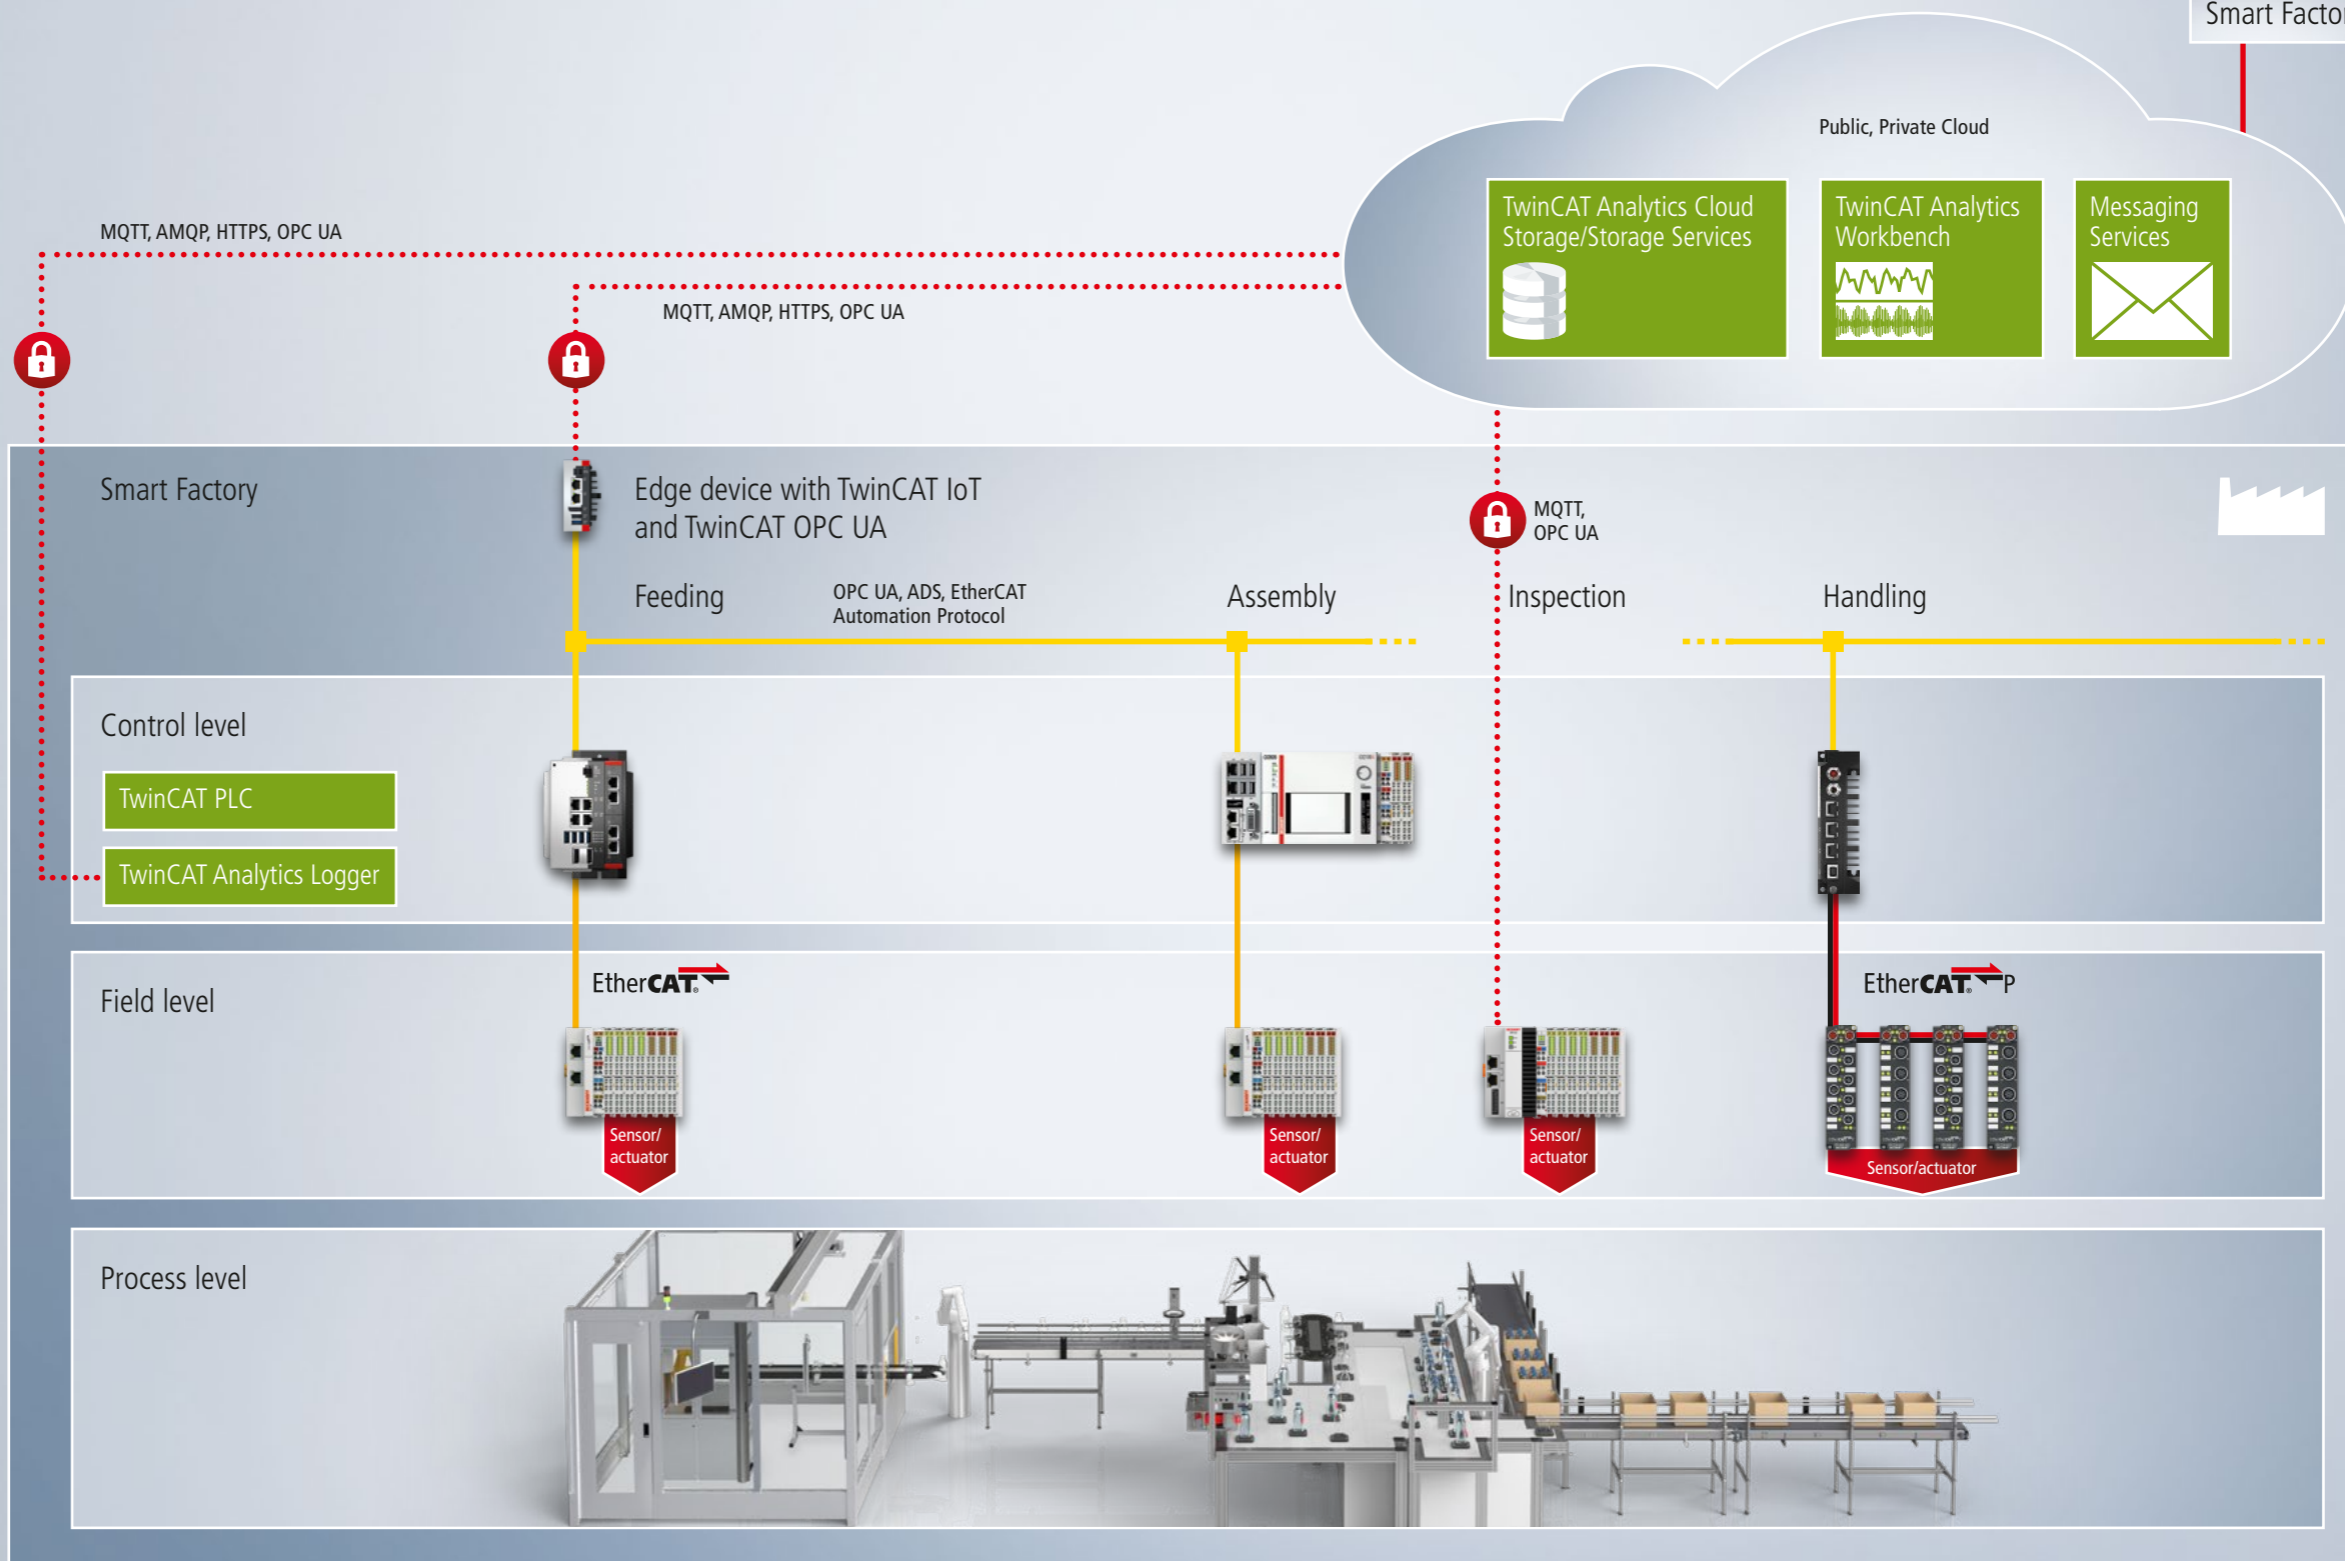 Smart Facto
Public, Private Cloud
TwinCAT Analytics Cloud
Storage/Storage Services
TwinCAT Analytics
Workbench
Messaging
Services
MQTT, AMQP, HTTPS, OPC UA
MQTT, AMQP, HTTPS, OPC UA
Smart Factory
Edge device with TwinCAT IoT
and TwinCAT OPC UA
MQTT,
OPC UA
Feeding
OPC UA, ADS, EtherCAT
Automation Protocol
Assembly
Inspection
Handling
Control level
TwinCAT PLC
TwinCAT Analytics Logger
Field level
EtherCAT®
EtherCAT® P
Sensor/
actuator
Sensor/
actuator
Sensor/
actuator
Sensor/actuator
Process level